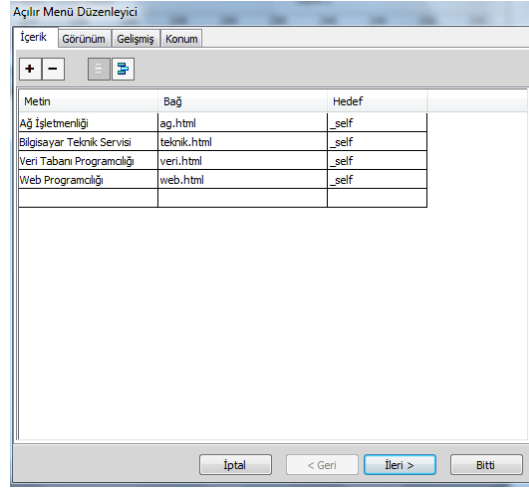 Açılır Menü Düzenleyici
İçerik Görünüm Gelişmiş Konum
Metin Bağ Hedef
Ağ İşletmenliği ag.html _self
Bilgisayar Teknik Servisi teknik.html _self
Veri Tabanı Programcılığı veri.html _self
Web Programcılığı web.html _self
İptal < Geri İleri > Bitti